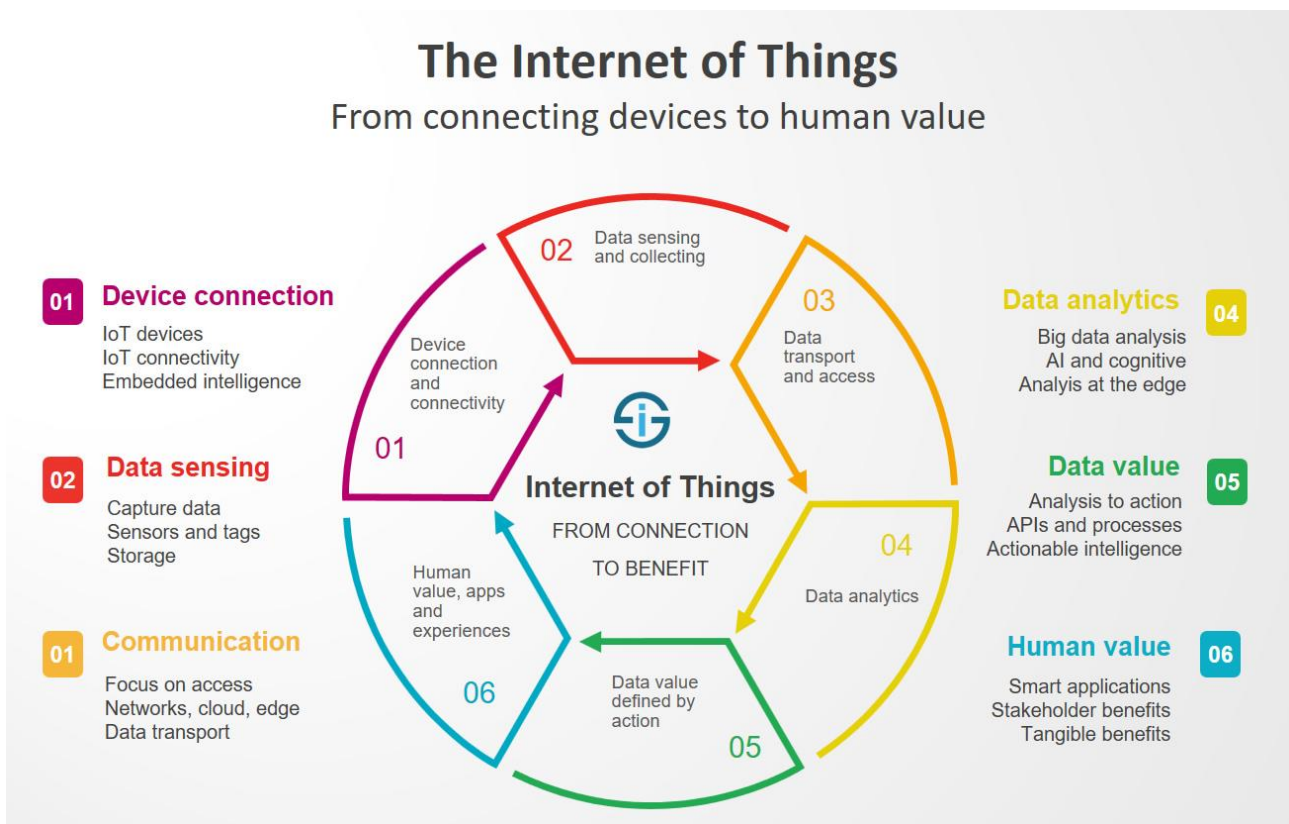 The Internet of Things
From connecting devices to human value
01
Device connection
IoT devices
IoT connectivity
Embedded intelligence
02
Data sensing
Capture data
Sensors and tags
Storage
01
Communication
Focus on access
Networks, cloud, edge
Data transport
01
Device
connection
and
connectivity
02
Data sensing
and collecting
03
Data
transport
and access
04
Data analytics
05
Data value
defined by
action
06
Human
value, apps
and
experiences
Internet of Things
FROM CONNECTION
TO BENEFIT
Data analytics
04
Big data analysis
AI and cognitive
Analyis at the edge
Data value
05
Analysis to action
APIs and processes
Actionable intelligence
Human value
06
Smart applications
Stakeholder benefits
Tangible benefits